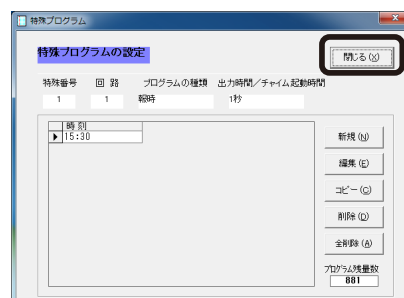 特殊プログラム
特殊プログラムの設定
閉じる(X)
特殊番号 回 路 プログラムの種類 出力時間/チャイム起動時間
1 1 報時 1秒
時刻
15:30
新規(N)
編集(E)
コピー(C)
削除(D)
全削除(A)
プログラム残量数
881